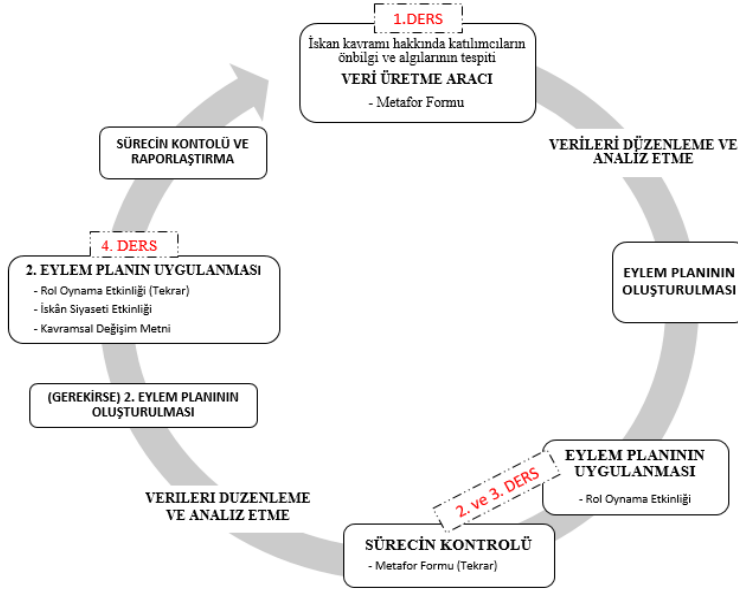 1.DERS
İskan kavramı hakkında katılımcıların
önbilgi ve algılarının tespiti
VERİ ÜRETME ARACI
- Metafor Formu
VERİLERİ DÜZENLEME VE
ANALİZ ETME
EYLEM PLANININ
OLUŞTURULMASI
EYLEM PLANININ
UYGULANMASI
- Rol Oynama Etkinliği
2. ve 3. DERS
SÜRECİN KONTROLÜ
- Metafor Formu (Tekrar)
VERILERI DUZENLEME
VE ANALIZ ETME
(GEREKİRSE) 2. EYLEM PLANININ
OLUŞTURULMASI
4. DERS
2. EYLEM PLANIN UYGULANMASI
- Rol Oynama Etkinliği (Tekrar)
- İskân Siyaseti Etkinliği
- Kavramsal Değişim Metni
SÜRECİN KONTOLÜ VE
RAPORLAŞTIRMA